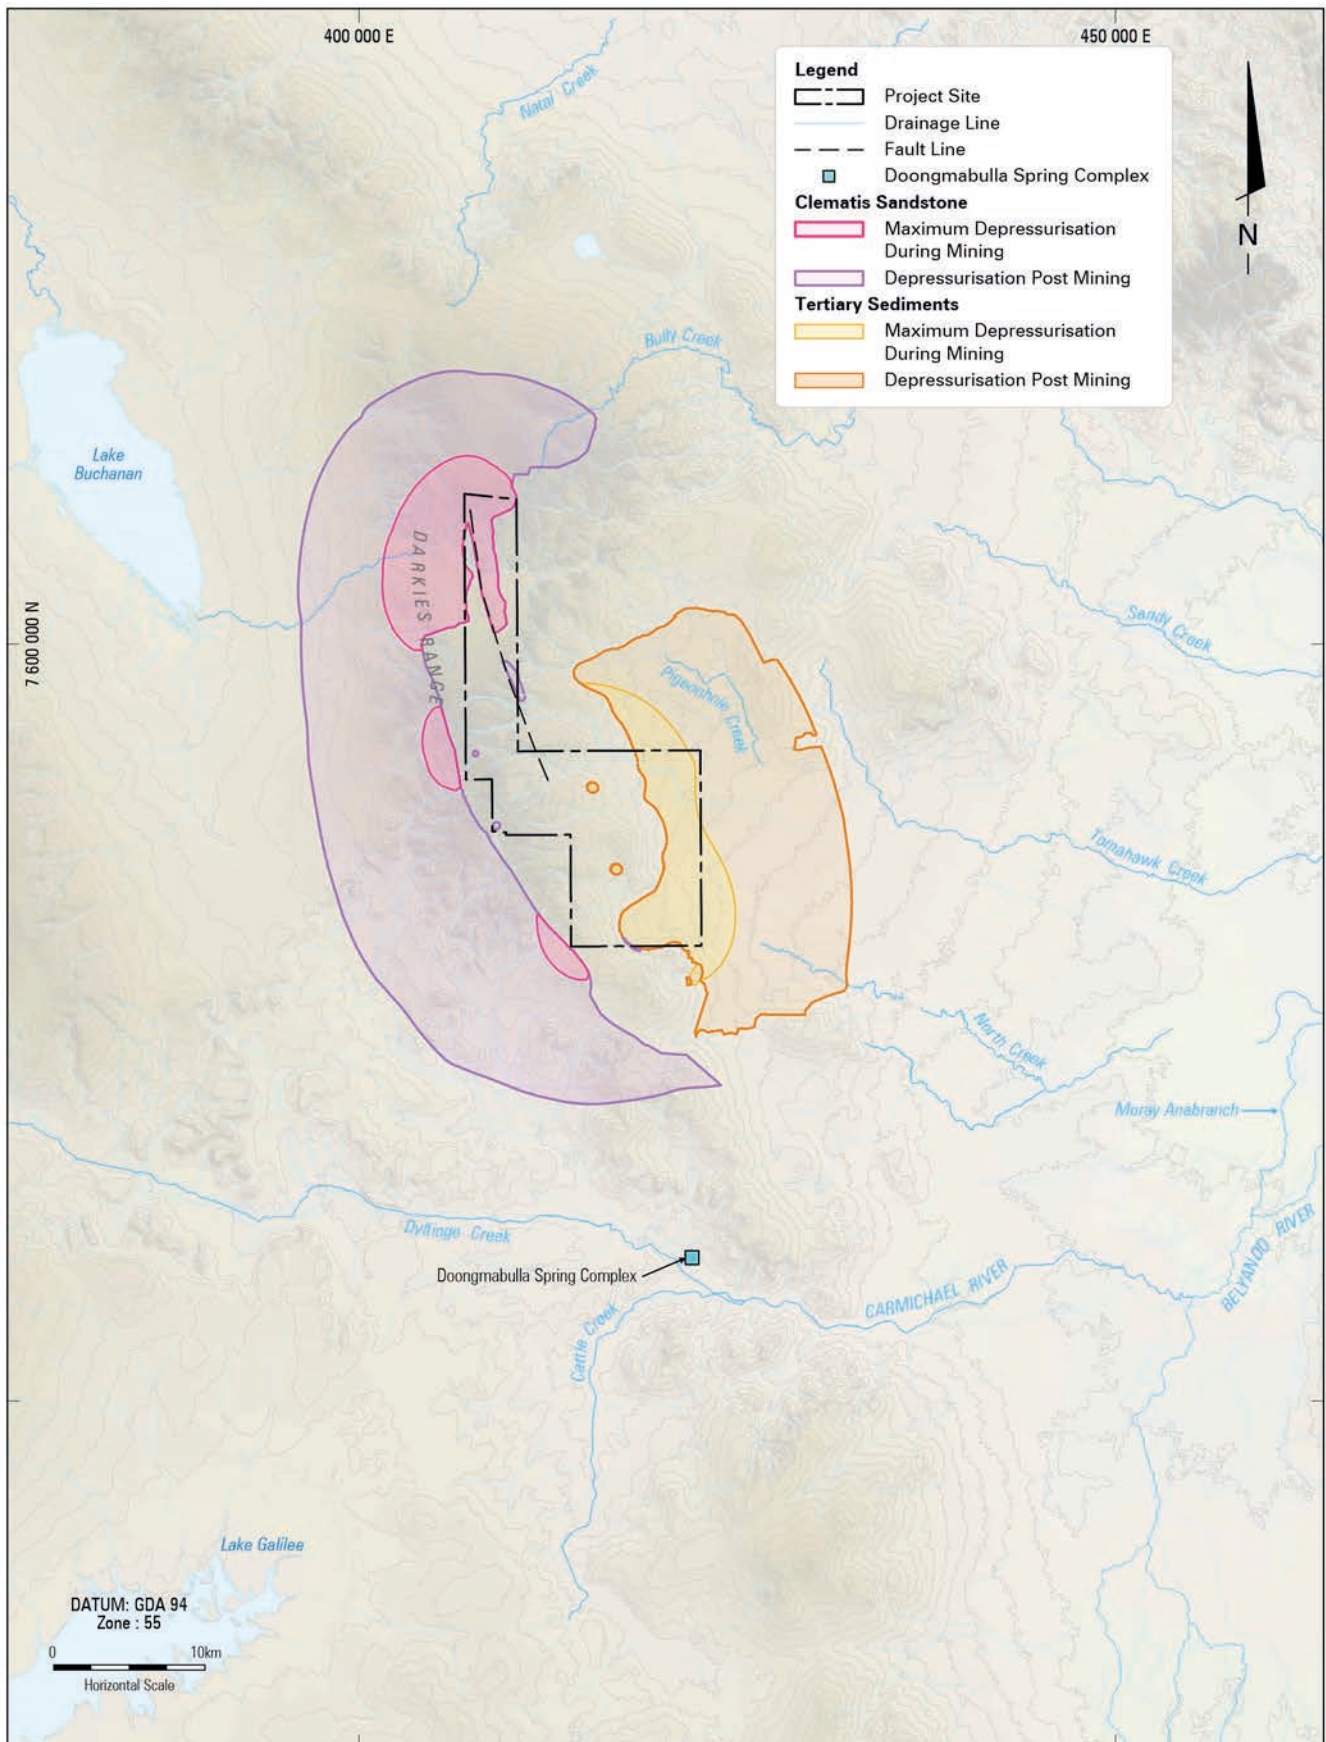 400 000 E
450 000 E
Legend
Project Site
Drainage Line
Fault Line
Doongmabulla Spring Complex
Clematis Sandstone
Maximum Depressurisation
During Mining
Depressurisation Post Mining
Tertiary Sediments
Maximum Depressurisation
During Mining
Depressurisation Post Mining
N
Natal Creek
Bully Creek
Lake
Buchanan
DARKIES RANGE
7 600 000 N
Sandy Creek
Pigeonhole Creek
Tomahawk Creek
North Creek
Moray Anabranch
Dyllingo Creek
BELYANDO RIVER
Doongmabulla Spring Complex
CARMICHAEL RIVER
Cattle Creek
Lake Galilee
DATUM: GDA 94
Zone : 55
0 10km
Horizontal Scale